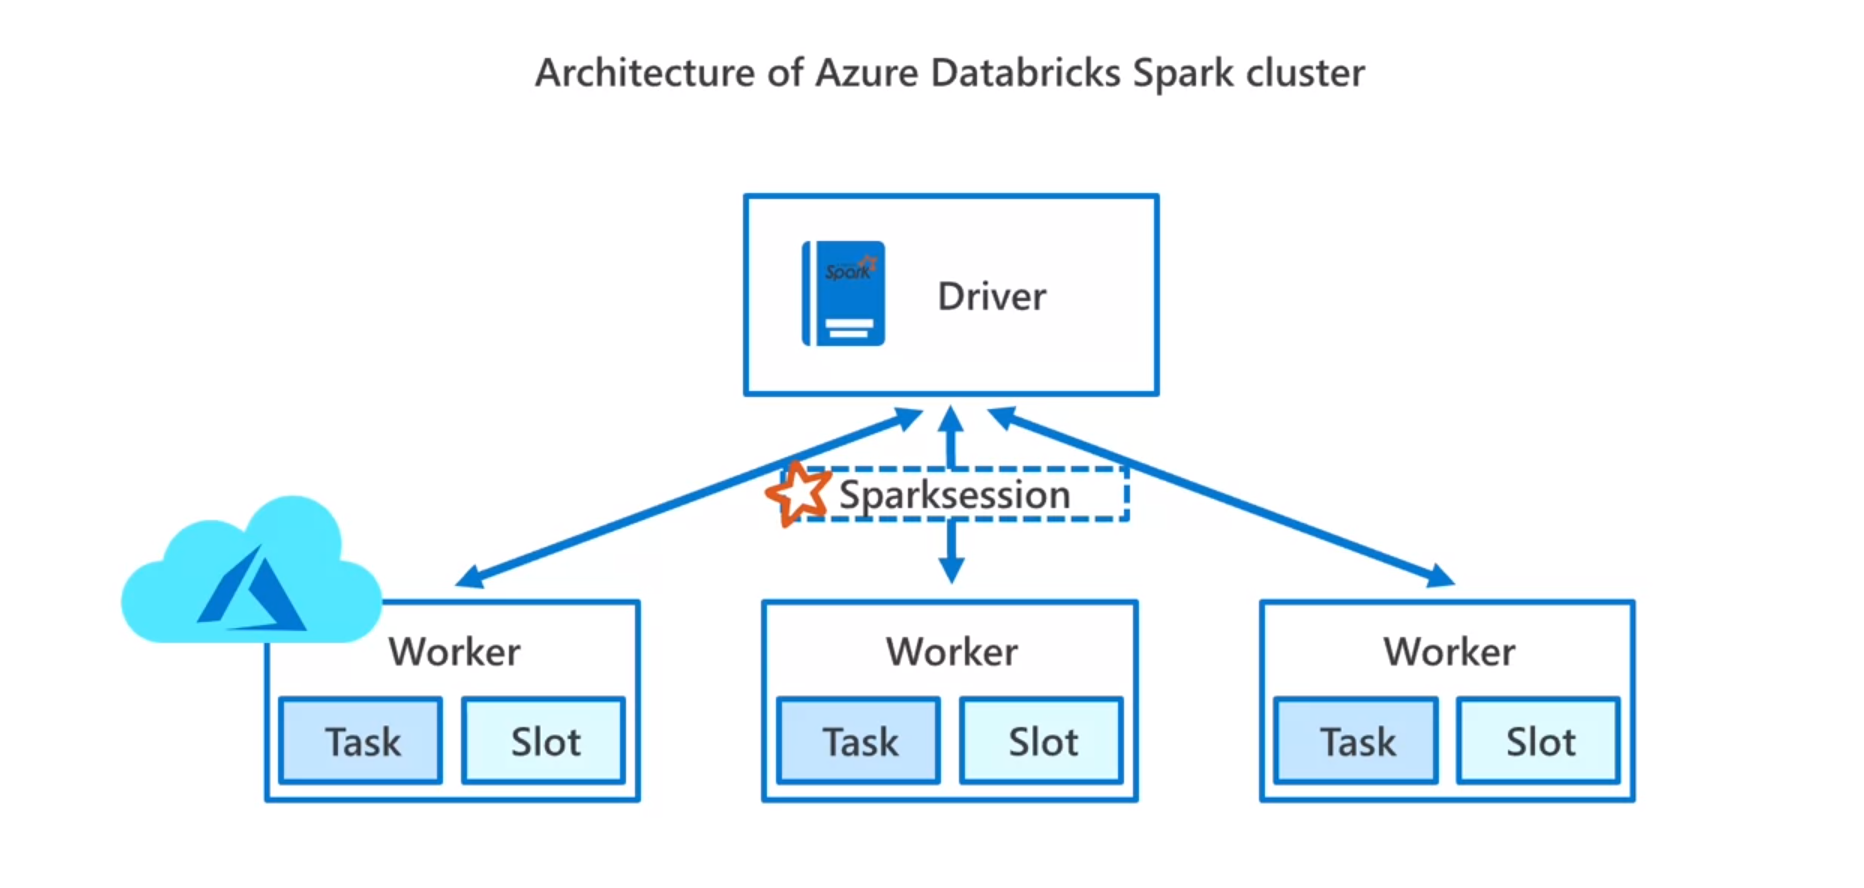 Architecture of Azure Databricks Spark cluster
Spark
Driver
Sparksession
Worker
Task
Slot
Worker
Task
Slot
Worker
Task
Slot